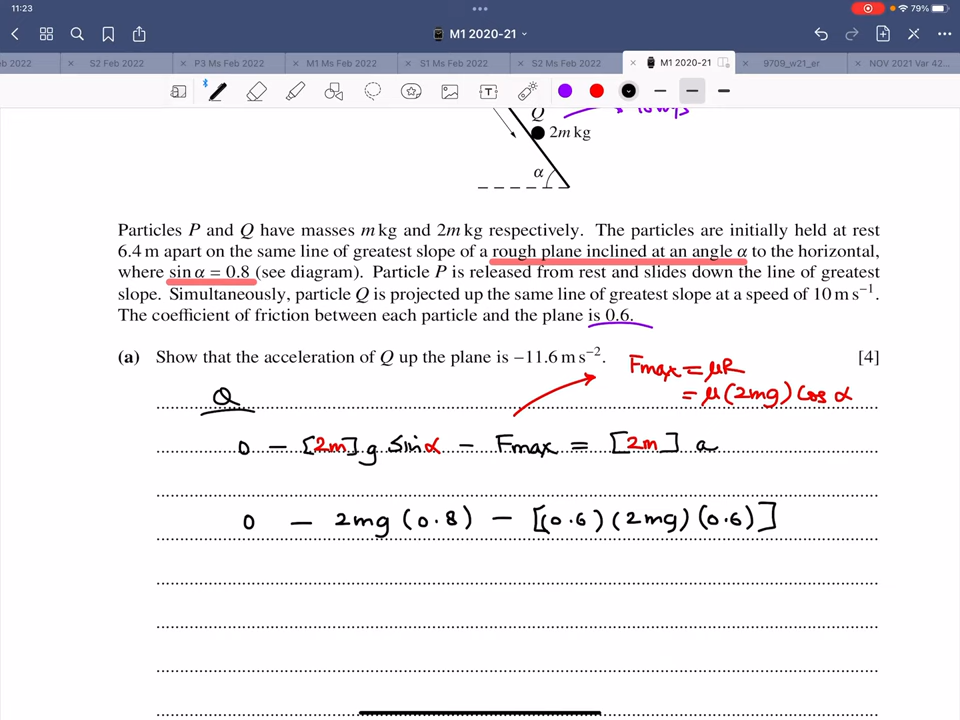 11:23
79%
M1 2020-21
b 2022
S2 Feb 2022
P3 Ms Feb 2022
M1 Ms Feb 2022
S1 Ms Feb 2022
S2 Ms Feb 2022
M1 2020-21
9709_w21_er
NOV 2021 Var 42...
Q
2m kg
α
Particles P and Q have masses m kg and 2m kg respectively. The particles are initially held at rest
6.4 m apart on the same line of greatest slope of a rough plane inclined at an angle α to the horizontal,
where sin α = 0.8 (see diagram). Particle P is released from rest and slides down the line of greatest
slope. Simultaneously, particle Q is projected up the same line of greatest slope at a speed of 10 m s⁻¹.
The coefficient of friction between each particle and the plane is 0.6.
(a) Show that the acceleration of Q up the plane is −11.6 m s⁻². [4]
Fmax = μR
= μ(2mg) cos α
Q
0 − [2m] g sin α − Fmax = [2m] a
0 − 2mg (0.8) − [(0.6)(2mg)(0.6)]